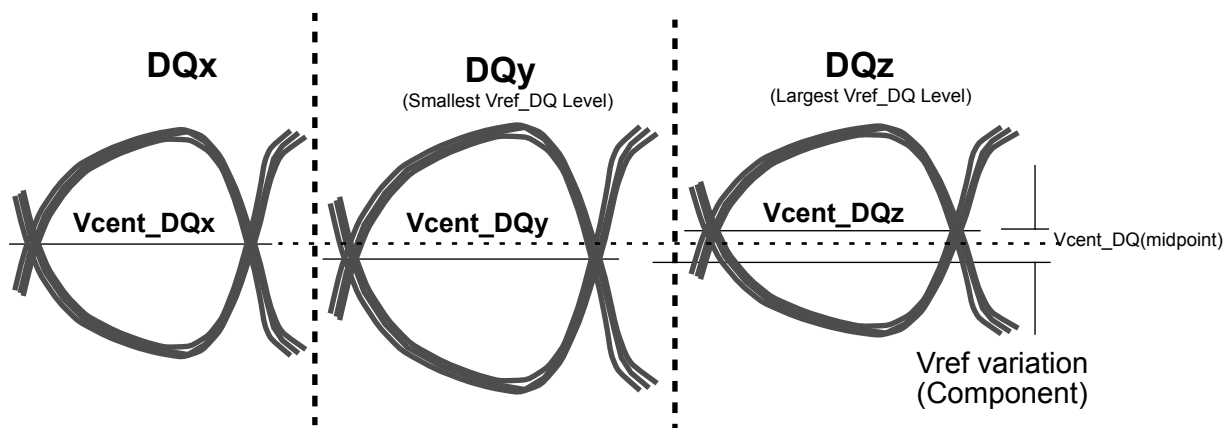 DQx
DQy
(Smallest Vref_DQ Level)
DQz
(Largest Vref_DQ Level)
Vcent_DQx
Vcent_DQy
Vcent_DQz
Vcent_DQ(midpoint)
Vref variation
(Component)